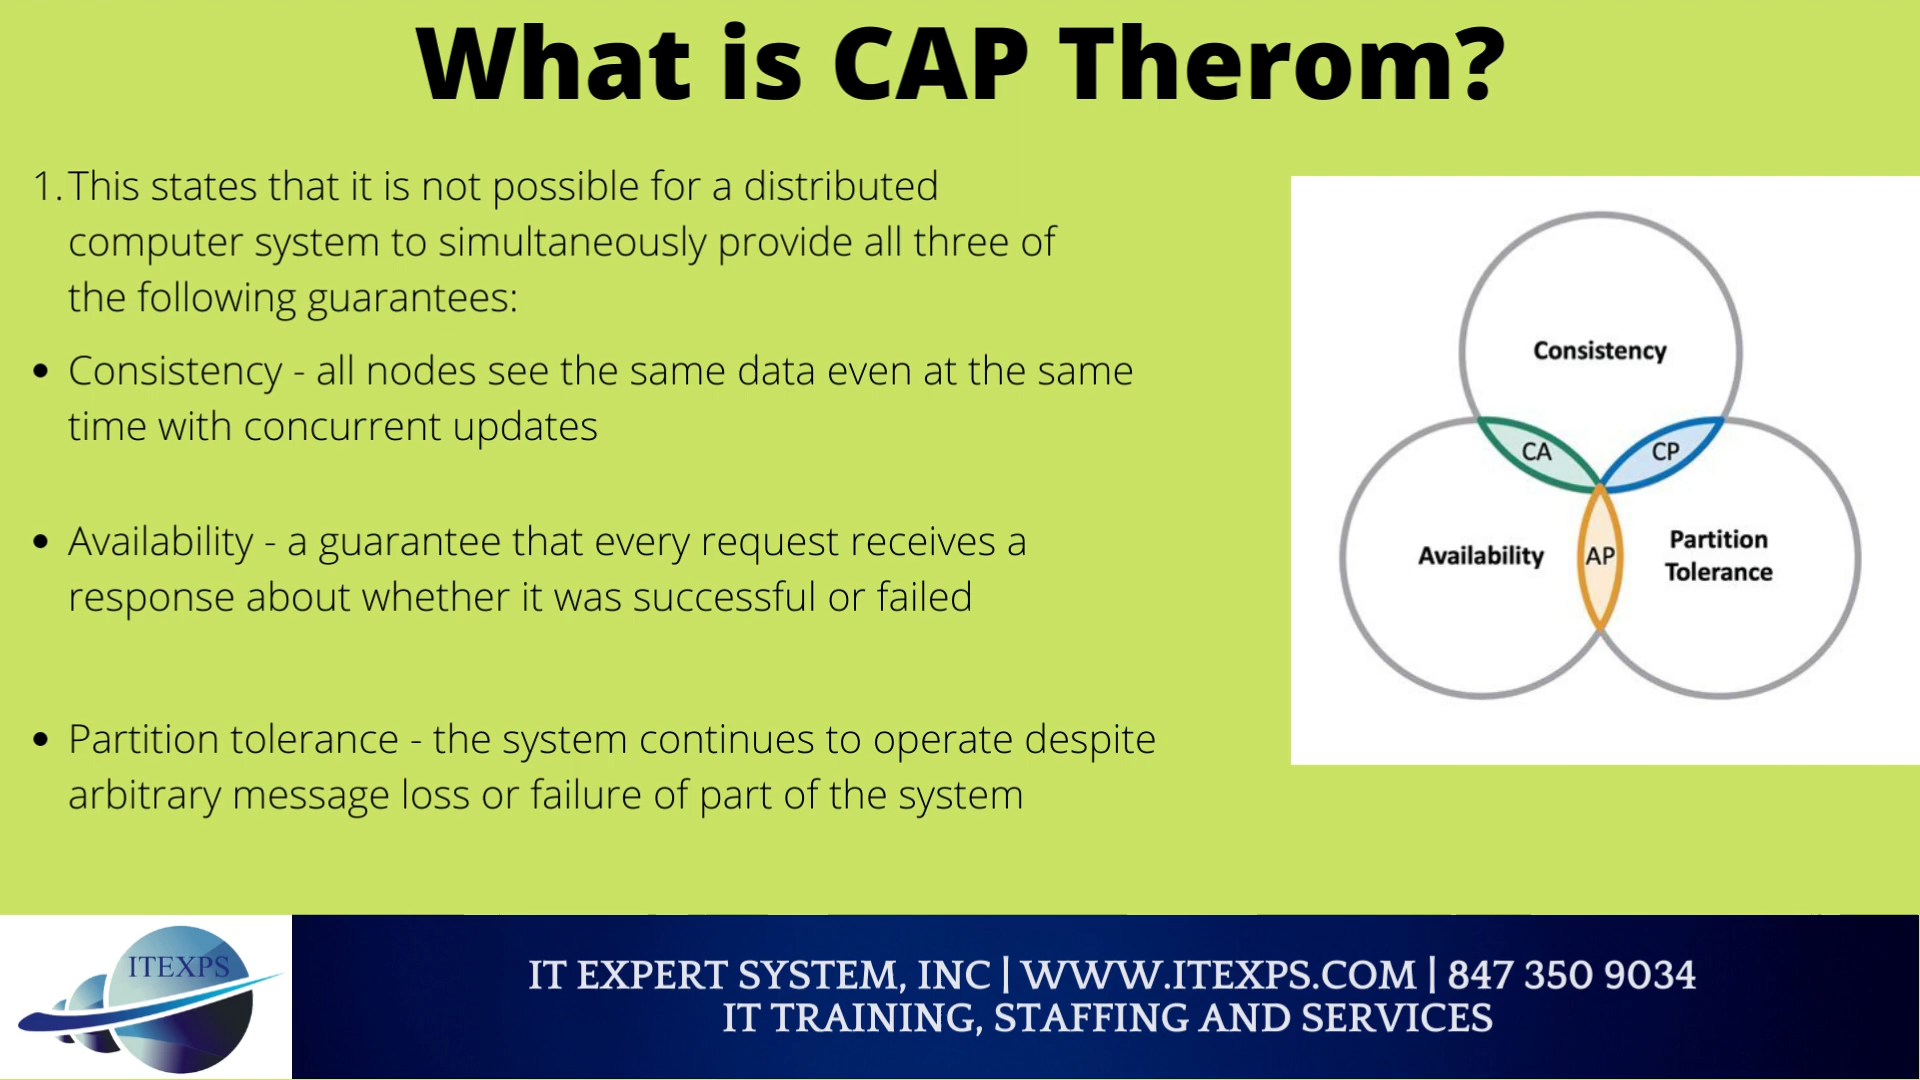 What is CAP Therom?
1. This states that it is not possible for a distributed
computer system to simultaneously provide all three of
the following guarantees:
• Consistency - all nodes see the same data even at the same
time with concurrent updates
• Availability - a guarantee that every request receives a
response about whether it was successful or failed
• Partition tolerance - the system continues to operate despite
arbitrary message loss or failure of part of the system
Consistency
CA
CP
Availability
AP
Partition
Tolerance
ITEXPS
IT EXPERT SYSTEM, INC | WWW.ITEXPS.COM | 847 350 9034
IT TRAINING, STAFFING AND SERVICES